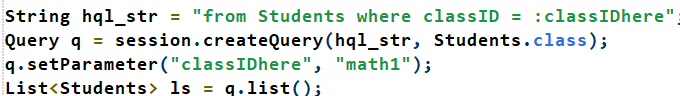 String hql_str = "from Students where classID = :classIDhere";
Query q = session.createQuery(hql_str, Students.class);
q.setParameter("classIDhere", "math1");
List<Students> ls = q.list();